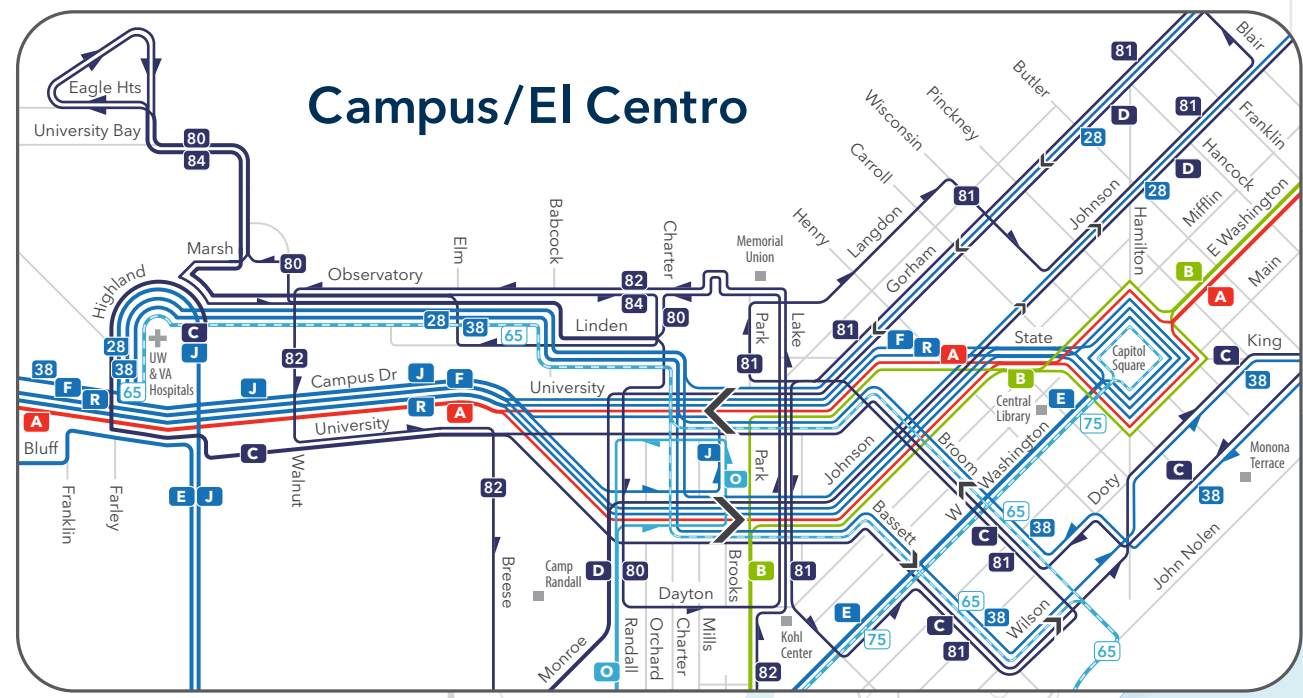 Campus/El Centro
Eagle Hts
University Bay
80
84
Marsh
80
Observatory
Highland
Elm
Babcock
Charter
82
84
80
Linden
28
38
65
C
J
UW
& VA
Hospitals
28
38
65
38
F
R
A
Bluff
Franklin
Farley
E
J
C
82
Walnut
J
Campus Dr
J
F
R
A
University
University
82
Breese
Camp
Randall
Monroe
D
80
O
Randall
Orchard
Charter
Mills
Dayton
Brooks
B
81
Kohl
Center
82
J
O
Park
Park
Lake
81
Memorial
Union
Henry
Langdon
Carroll
Wisconsin
Pinckney
Butler
81
81
D
28
Blair
81
D
28
Franklin
Hancock
Mifflin
E Washington
Main
Hamilton
Johnson
Gorham
81
F
R
A
State
B
B
A
Capitol
Square
C
King
38
Central
Library
E
75
Broom
W Washington
Johnson
Bassett
65
38
C
81
Doty
C
38
Monona
Terrace
John Nolen
Wilson
65
38
C
81
E
75
65